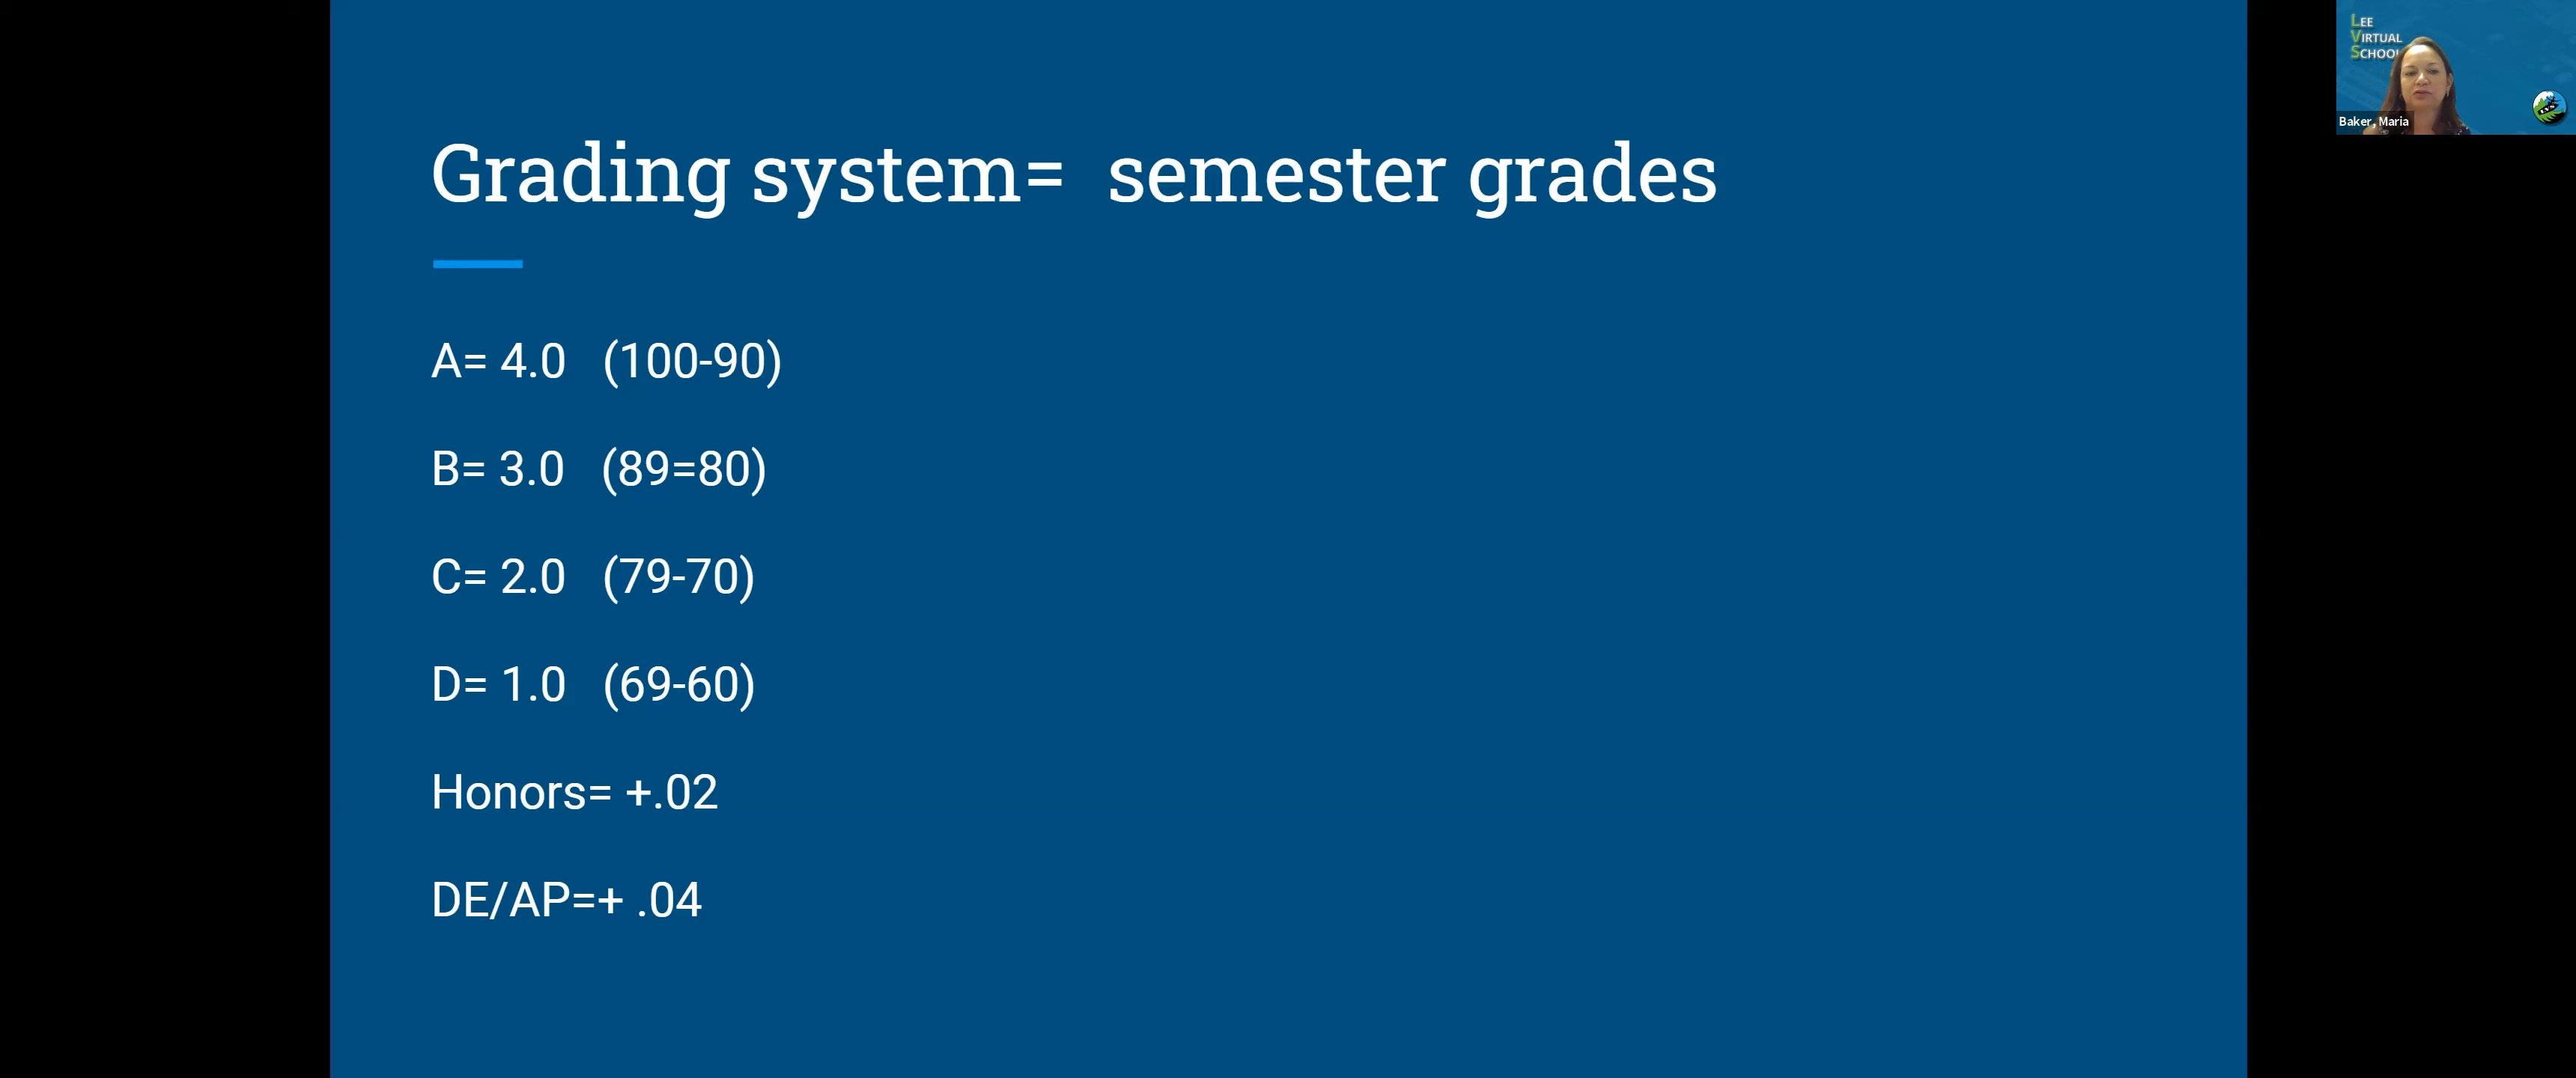 Grading system=  semester grades
A= 4.0   (100-90)
B= 3.0   (89=80)
C= 2.0   (79-70)
D= 1.0   (69-60)
Honors= +.02
DE/AP=+ .04
LEE
VIRTUAL
SCHOOL
Baker, Maria